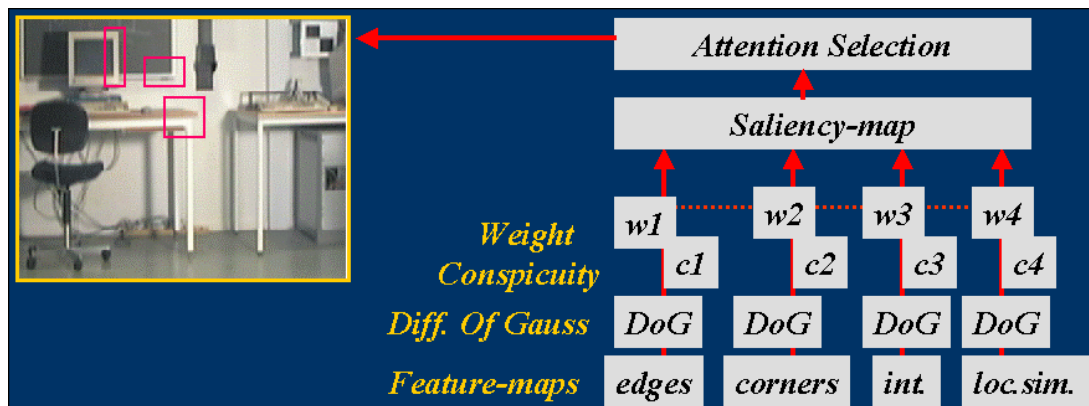 Attention Selection
Saliency-map
w1 w2 w3 w4
Weight
Conspicuity c1 c2 c3 c4
Diff. Of Gauss DoG DoG DoG DoG
Feature-maps edges corners int. loc.sim.